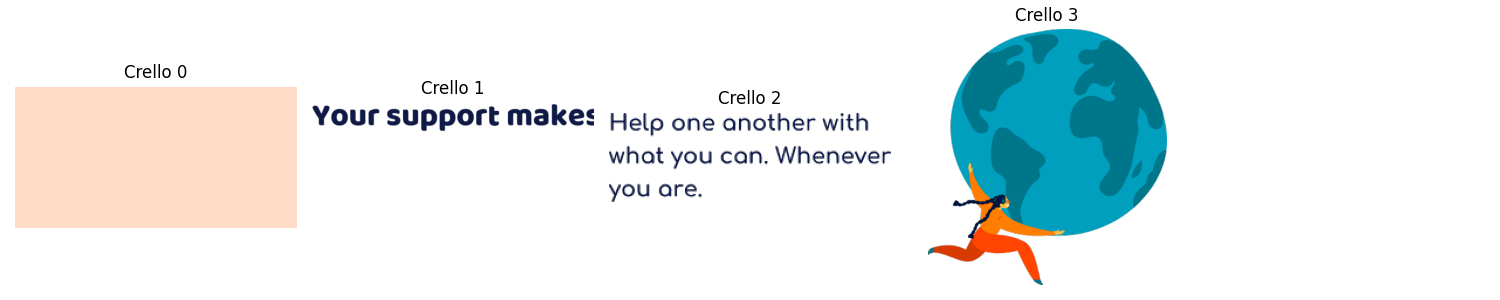 Crello 0
Crello 1
Your support makes
Crello 2
Help one another with
what you can. Whenever
you are.
Crello 3